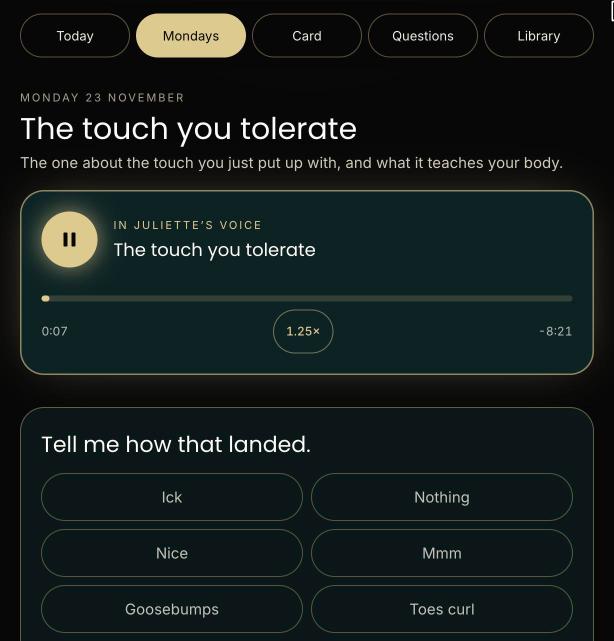 Today
Mondays
Card
Questions
Library
MONDAY 23 NOVEMBER
The touch you tolerate
The one about the touch you just put up with, and what it teaches your body.
IN JULIETTE’S VOICE
The touch you tolerate
0:07
1.25×
-8:21
Tell me how that landed.
Ick
Nothing
Nice
Mmm
Goosebumps
Toes curl